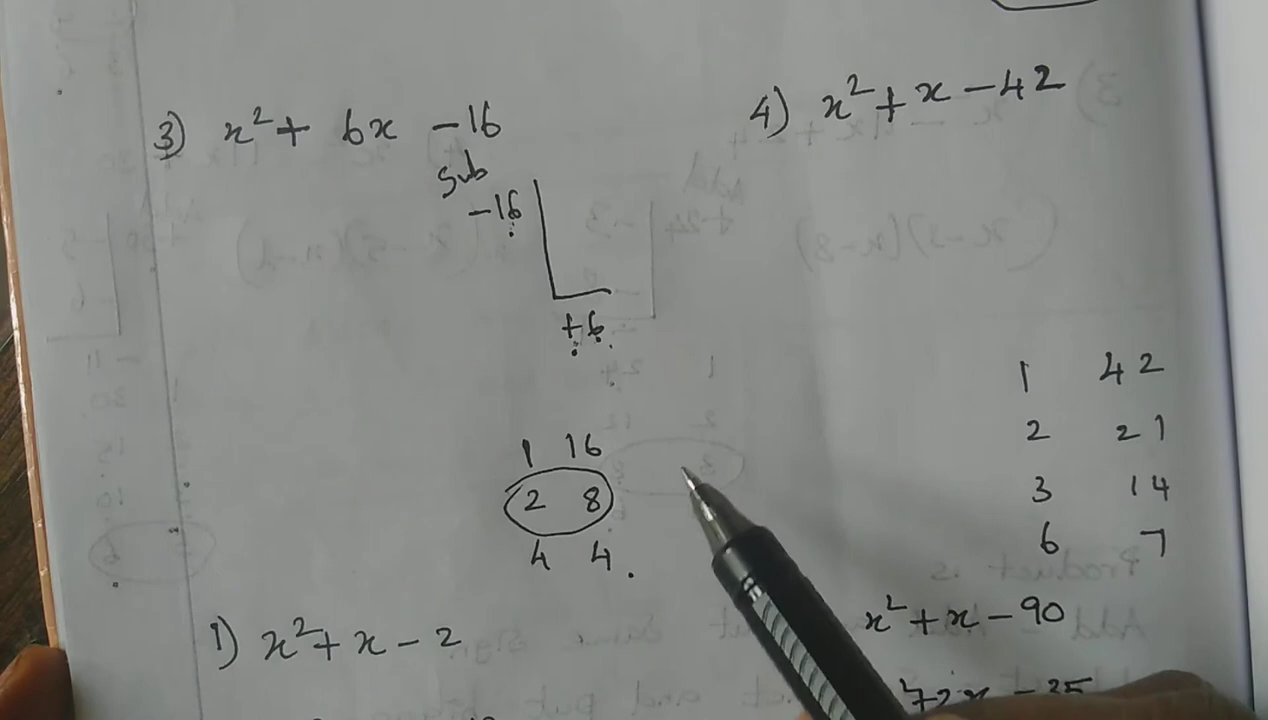 3) x² + 6x - 16
Sub
-16
+6
1 16
2 8
4 4
4) x² + x - 42
1 42
2 21
3 14
6 7
1) x² + x - 2
x² + x - 90